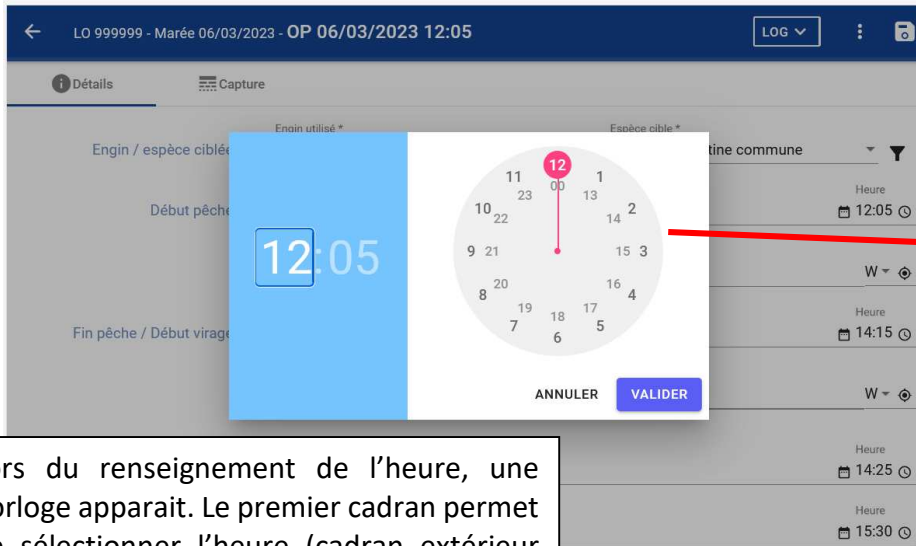 LO 999999 - Marée 06/03/2023 - OP 06/03/2023 12:05
LOG
Détails
Capture
Engin utilisé *
Espèce cible *
Engin / espèce ciblée
tine commune
Heure
Début pêche
12:05
W
Heure
Fin pêche / Début virage
14:15
W
Heure
14:25
Heure
15:30
12:05
12
11
1
00
23
13
10
22
14
2
9
21
15
3
20
16
8
4
19
18
17
7
6
5
ANNULER
VALIDER
du renseignement de l'heure, une
apparait. Le premier cadran permet
sélectionner l'heure (cadran extérieur